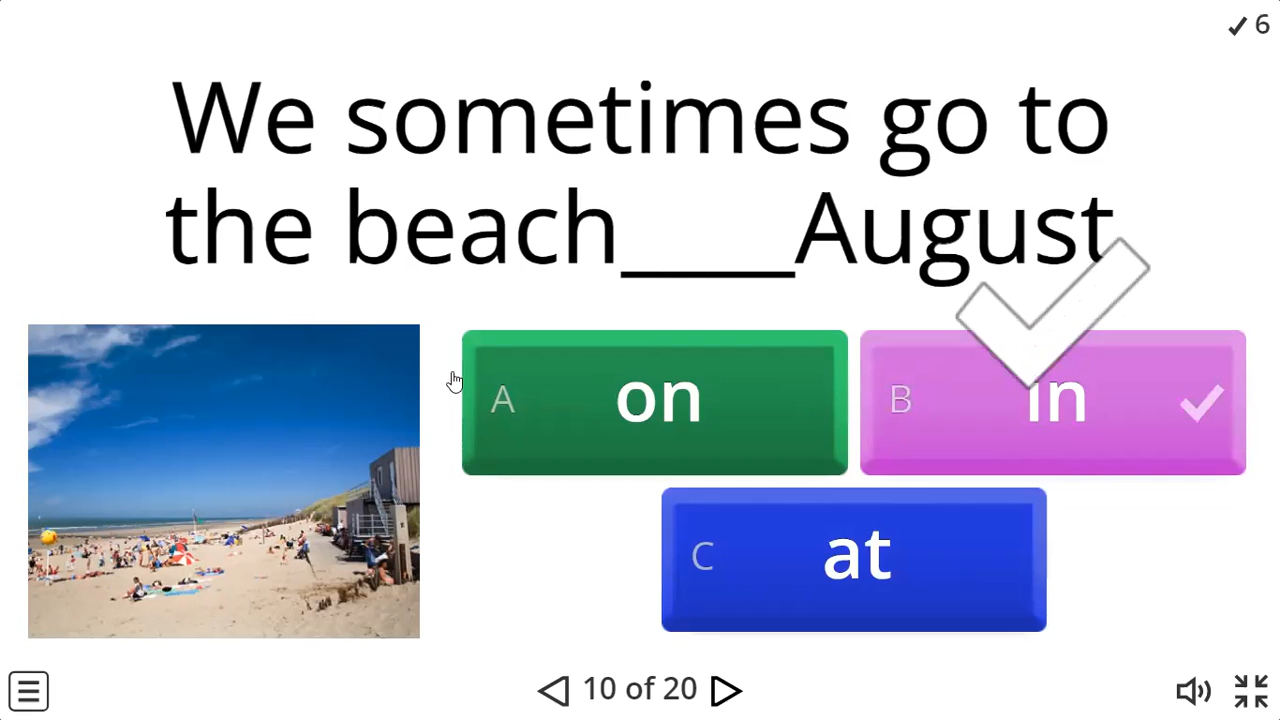 ✓ 6
We sometimes go to
the beach____August
A on
B in ✓
C at
10 of 20